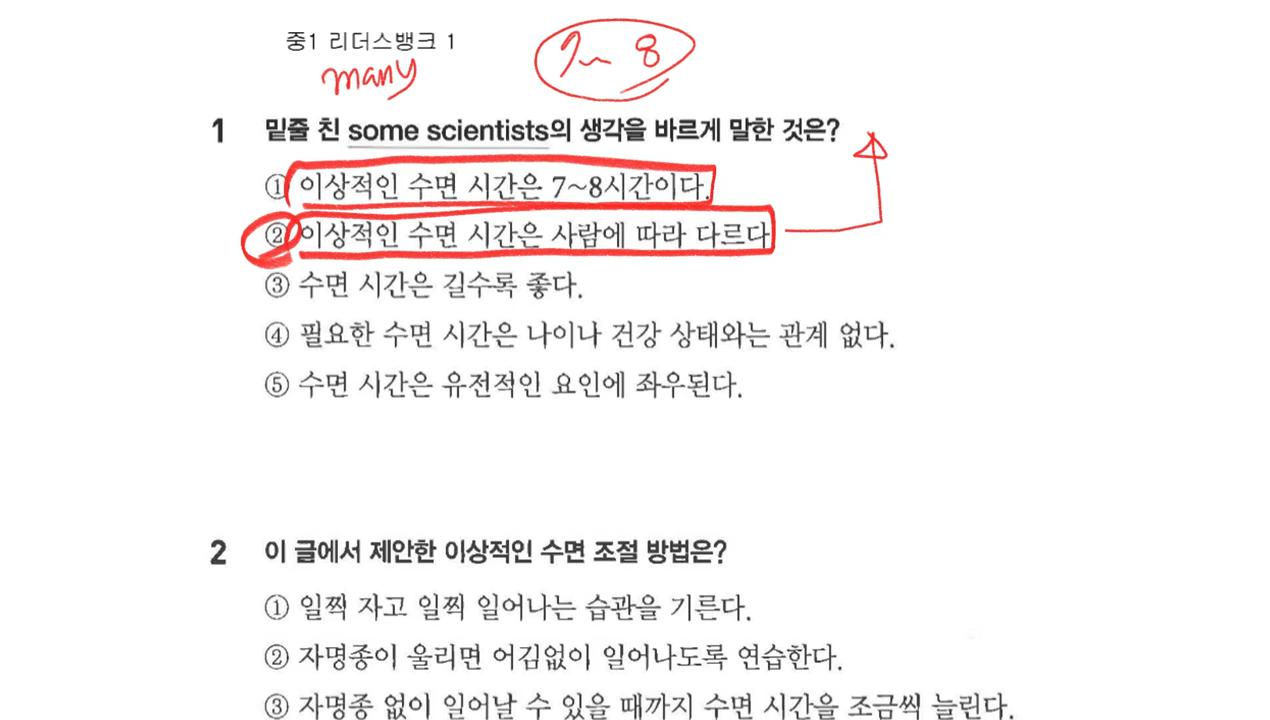 중1 리더스뱅크 1
many
7~ 8
1 밑줄 친 some scientists의 생각을 바르게 말한 것은?
① 이상적인 수면 시간은 7~8시간이다.
② 이상적인 수면 시간은 사람에 따라 다르다
③ 수면 시간은 길수록 좋다.
④ 필요한 수면 시간은 나이나 건강 상태와는 관계 없다.
⑤ 수면 시간은 유전적인 요인에 좌우된다.
2 이 글에서 제안한 이상적인 수면 조절 방법은?
① 일찍 자고 일찍 일어나는 습관을 기른다.
② 자명종이 울리면 어김없이 일어나도록 연습한다.
③ 자명종 없이 일어날 수 있을 때까지 수면 시간을 조금씩 늘린다.